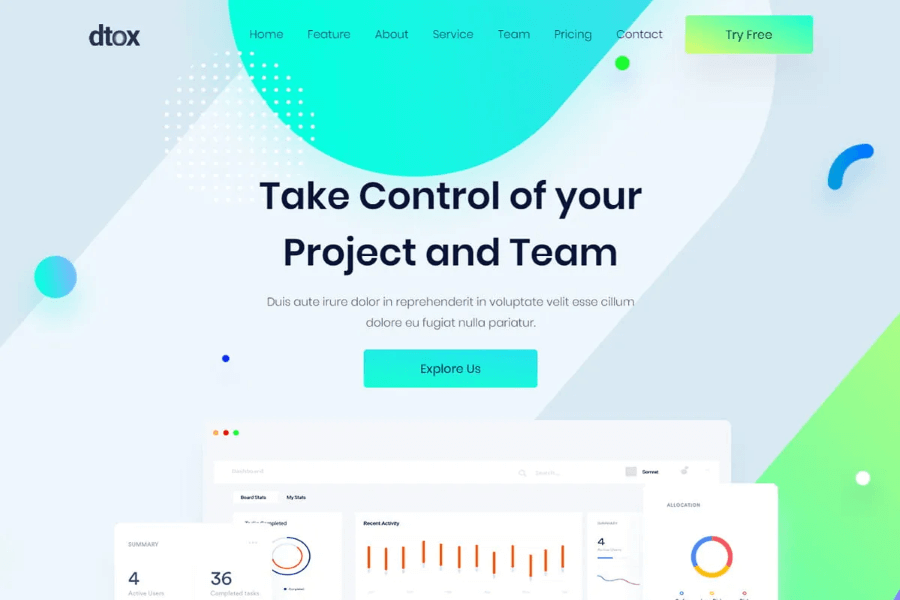 dtox
Home Feature About Service Team Pricing Contact Try Free
Take Control of your
Project and Team
Duis aute irure dolor in reprehenderit in voluptate velit esse cillum
dolore eu fugiat nulla pariatur.
Explore Us
Dashboard
Search...
Board Stats My Stats
Completed
Recent Activity
SUMMARY
4
ALLOCATION
SUMMARY
4
Active Users
36
Completed tasks